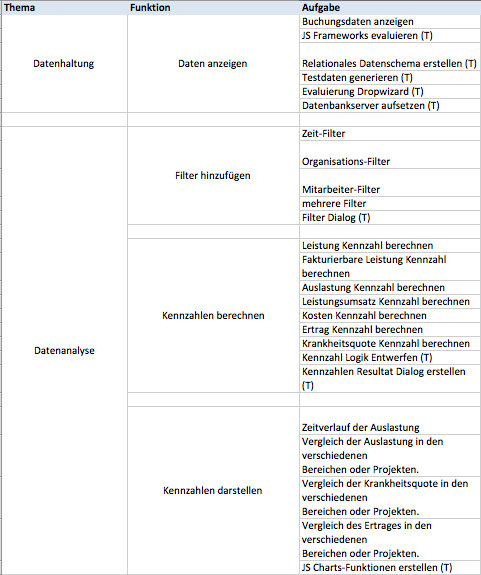 Thema Funktion Aufgabe
Buchungsdaten anzeigen
JS Frameworks evaluieren (T)
Datenhaltung
Daten anzeigen
Relationales Datenschema erstellen (T)
Testdaten generieren (T)
Evaluierung Dropwizard (T)
Datenbankserver aufsetzen (T)
Datenanalyse
Filter hinzufügen
Zeit-Filter
Organisations-Filter
Mitarbeiter-Filter
mehrere Filter
Filter Dialog (T)
Kennzahlen berechnen
Leistung Kennzahl berechnen
Fakturierbare Leistung Kennzahl
berechnen
Auslastung Kennzahl berechnen
Leistungsumsatz Kennzahl berechnen
Kosten Kennzahl berechnen
Ertrag Kennzahl berechnen
Krankheitsquote Kennzahl berechnen
Kennzahl Logik Entwerfen (T)
Kennzahlen Resultat Dialog erstellen
(T)
Kennzahlen darstellen
Zeitverlauf der Auslastung
Vergleich der Auslastung in den
verschiedenen
Bereichen oder Projekten.
Vergleich der Krankheitsquote in den
verschiedenen
Bereichen oder Projekten.
Vergleich des Ertrages in den
verschiedenen
Bereichen oder Projekten.
JS Charts-Funktionen erstellen (T)